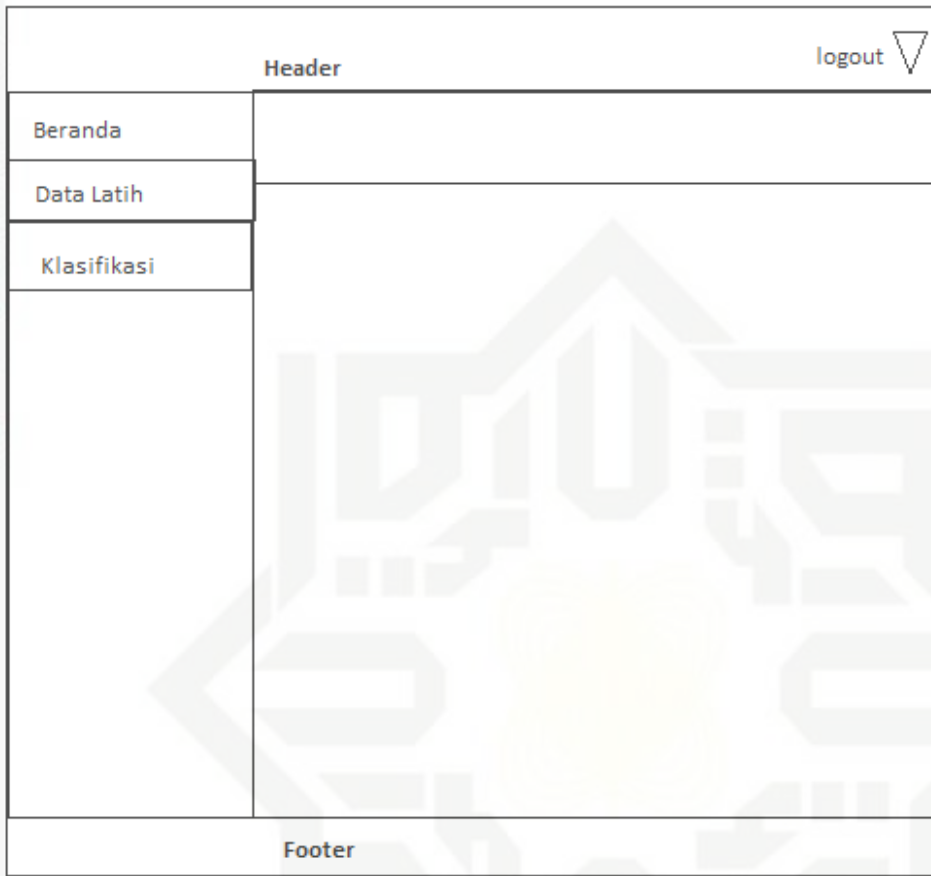 Header
logout
Beranda
Data Latih
Klasifikasi
Footer